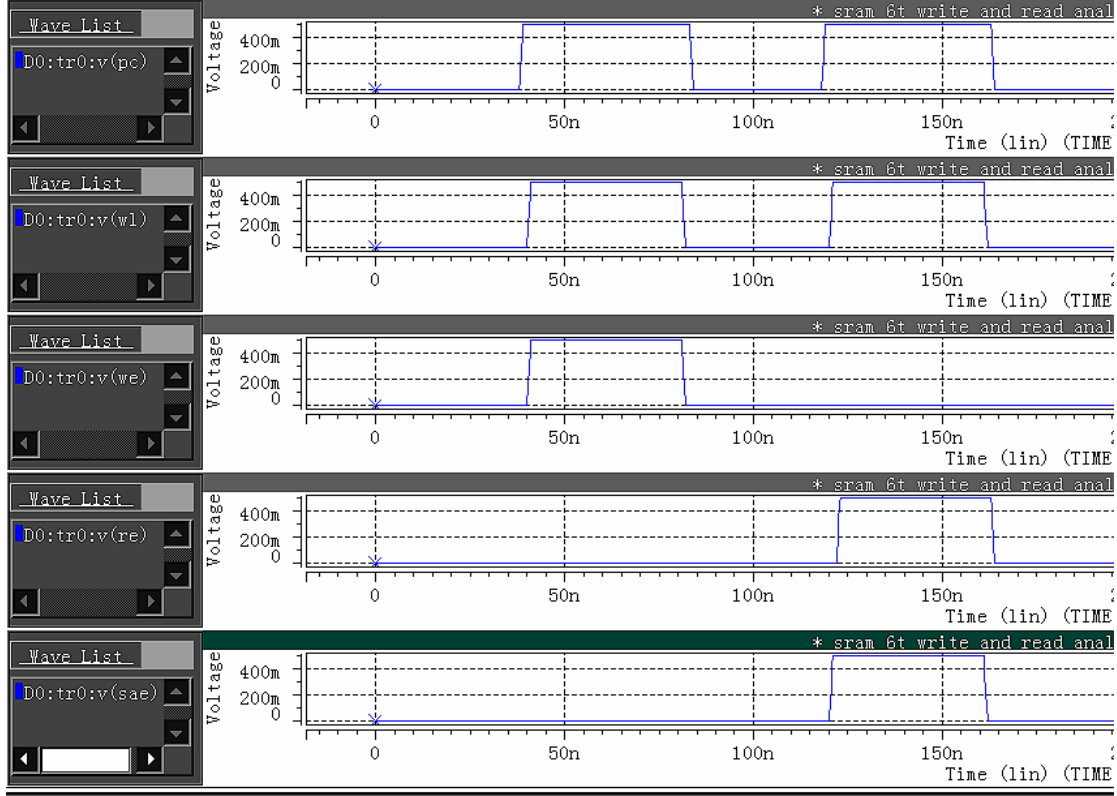 * sram 6t write and read anal
Wave List
D0:tr0:v(pc)
Voltage
400m
200m
0
0 50n 100n 150n
Time (lin) (TIME
* sram 6t write and read anal
Wave List
D0:tr0:v(wl)
Voltage
400m
200m
0
0 50n 100n 150n
Time (lin) (TIME
* sram 6t write and read anal
Wave List
D0:tr0:v(we)
Voltage
400m
200m
0
0 50n 100n 150n
Time (lin) (TIME
* sram 6t write and read anal
Wave List
D0:tr0:v(re)
Voltage
400m
200m
0
0 50n 100n 150n
Time (lin) (TIME
* sram 6t write and read anal
Wave List
D0:tr0:v(sae)
Voltage
400m
200m
0
0 50n 100n 150n
Time (lin) (TIME